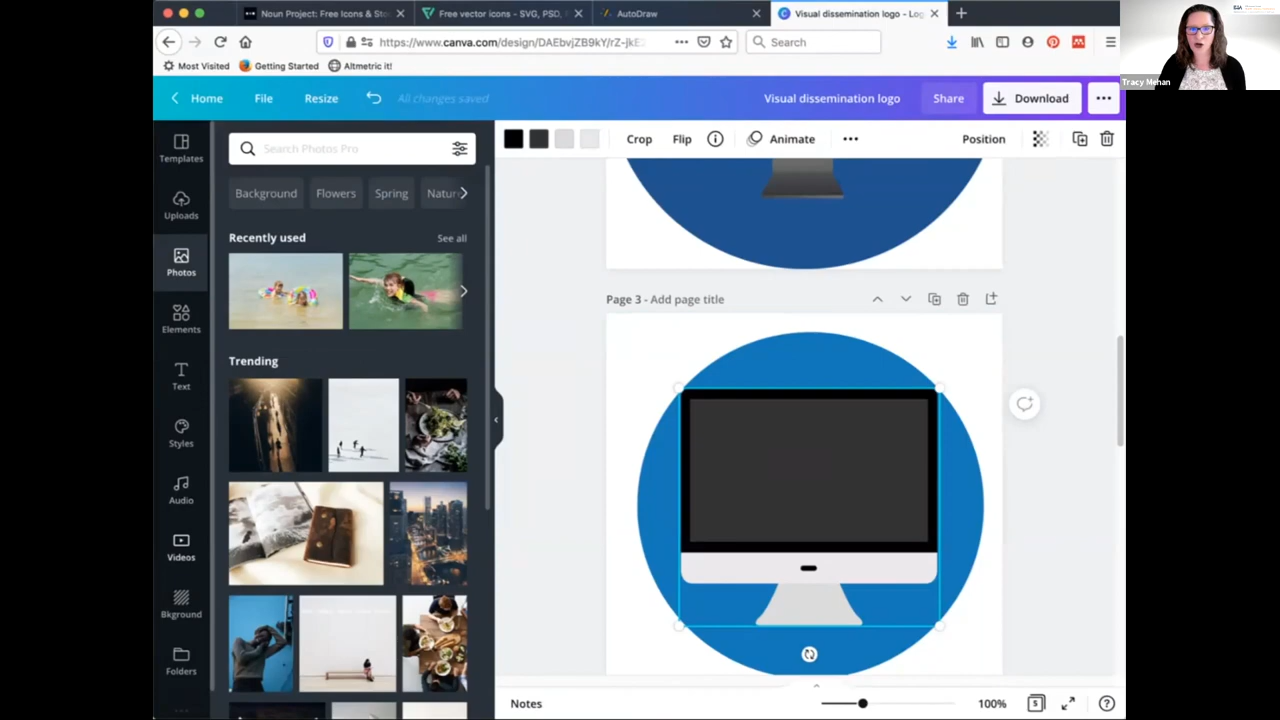 Noun Project: Free Icons & Sto
Free vector icons - SVG, PSD,
AutoDraw
Visual dissemination logo - Log
https://www.canva.com/design/DAEbvjZB9kY/rZ-jkE
Search
Most Visited
Getting Started
Altmetric it!
Home
File
Resize
All changes saved
Visual dissemination logo
Share
Download
Templates
Uploads
Photos
Elements
Text
Styles
Audio
Videos
Bkground
Folders
Search Photos Pro
Background
Flowers
Spring
Nature
Recently used
See all
Trending
Crop
Flip
Animate
Position
Page 3 - Add page title
Notes
100%
5
Tracy Mehan